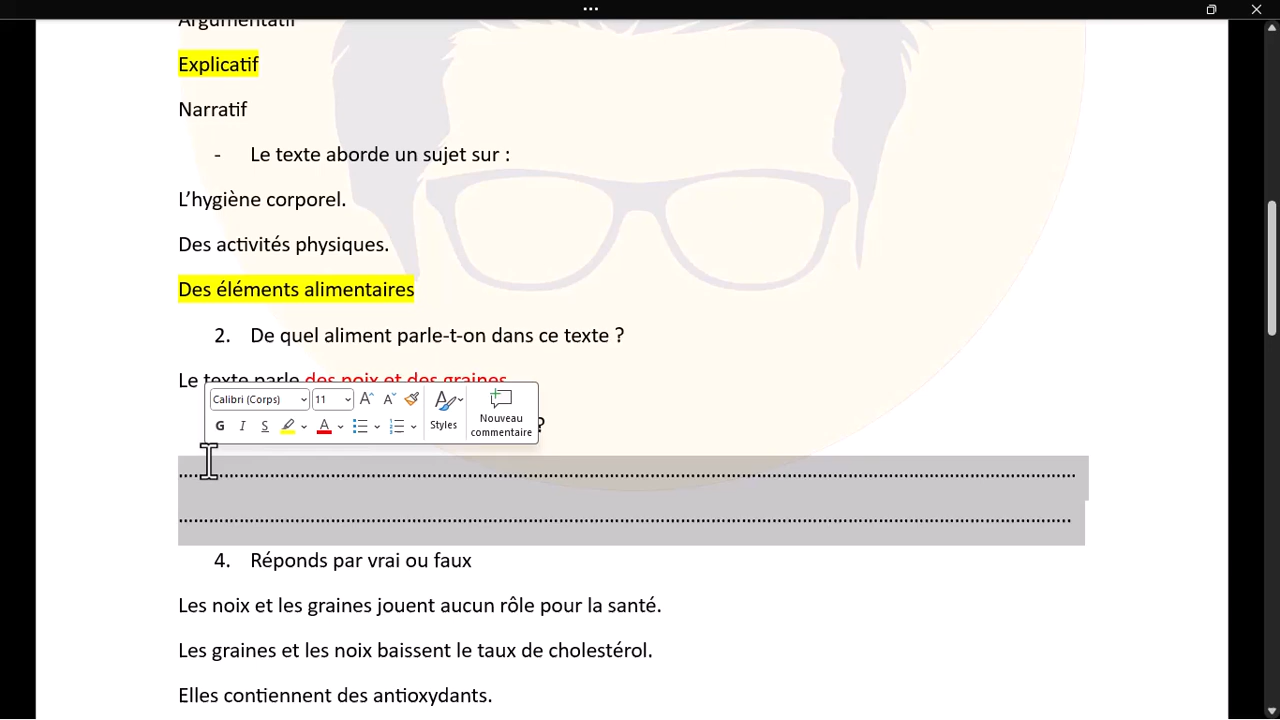 Argumentatif
Explicatif
Narratif
- Le texte aborde un sujet sur :
L’hygiène corporel.
Des activités physiques.
Des éléments alimentaires
2. De quel aliment parle-t-on dans ce texte ?
Le texte parle des noix et des graines
Calibri (Corps) 11 A^ A˅ Styles Nouveau commentaire
G I S A
?
................................................................................................................................................................
................................................................................................................................................................
4. Réponds par vrai ou faux
Les noix et les graines jouent aucun rôle pour la santé.
Les graines et les noix baissent le taux de cholestérol.
Elles contiennent des antioxydants.